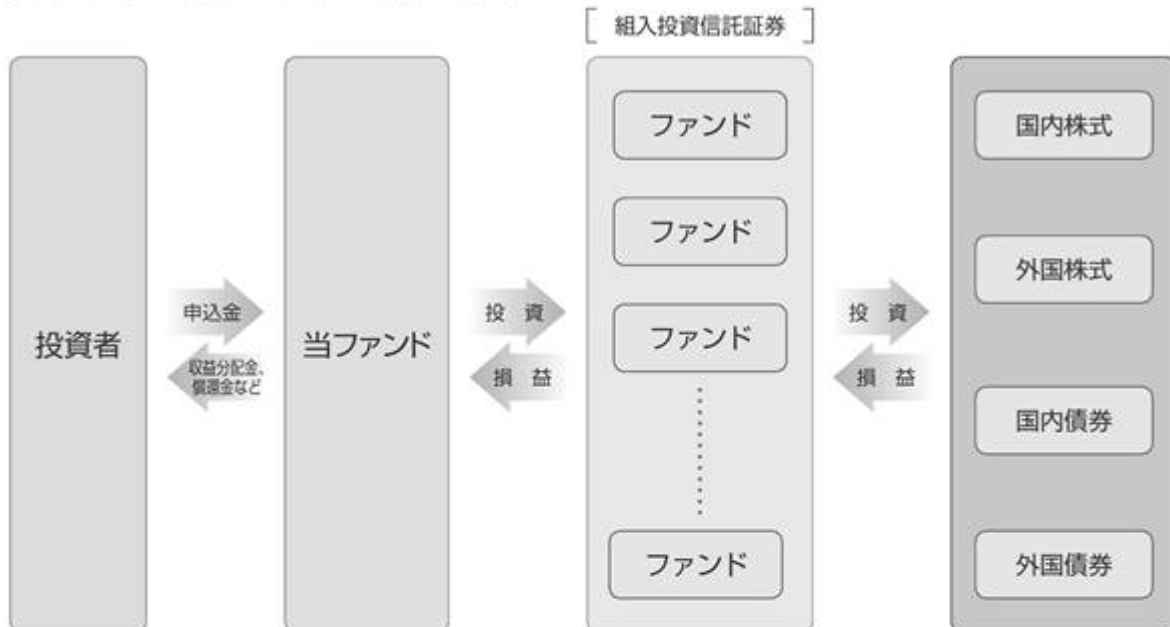 [ 組入投資信託証券 ]
投資者
申込金
収益分配金、
償還金など
当ファンド
投 資
損 益
ファンド
ファンド
ファンド
ファンド
投 資
損 益
国内株式
外国株式
国内債券
外国債券